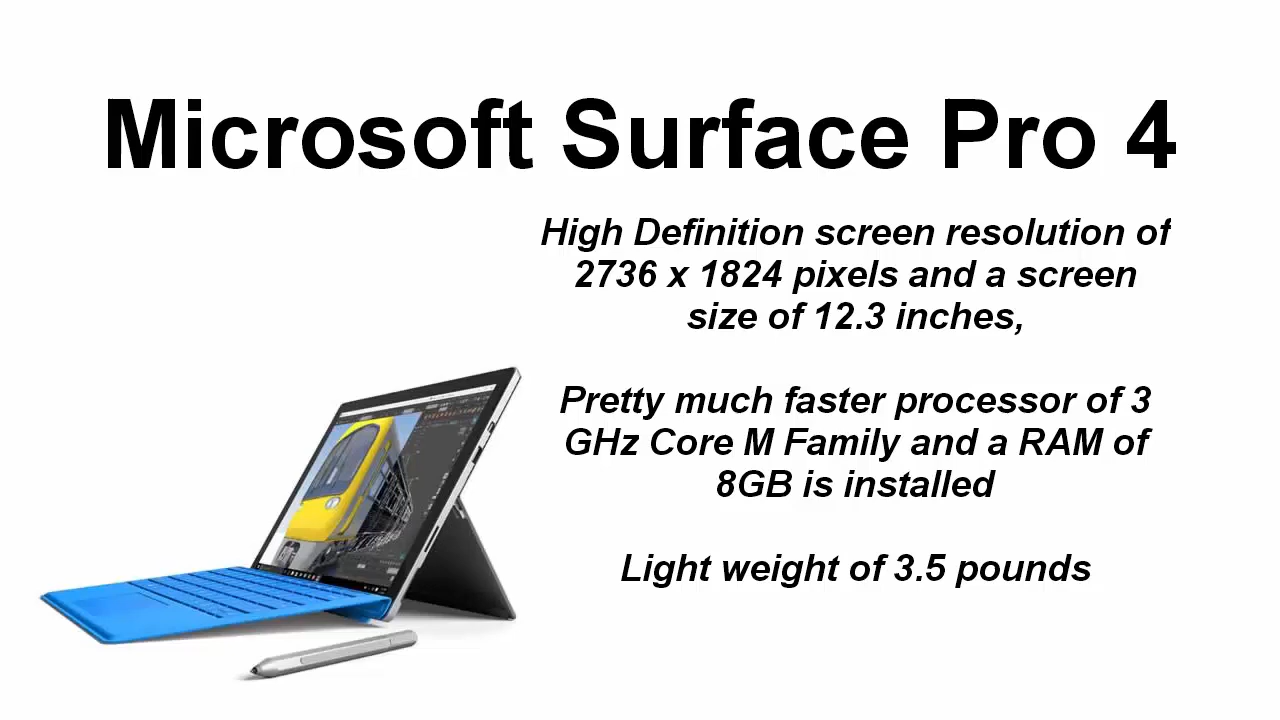 Microsoft Surface Pro 4
High Definition screen resolution of
2736 x 1824 pixels and a screen
size of 12.3 inches,
Pretty much faster processor of 3
GHz Core M Family and a RAM of
8GB is installed
Light weight of 3.5 pounds